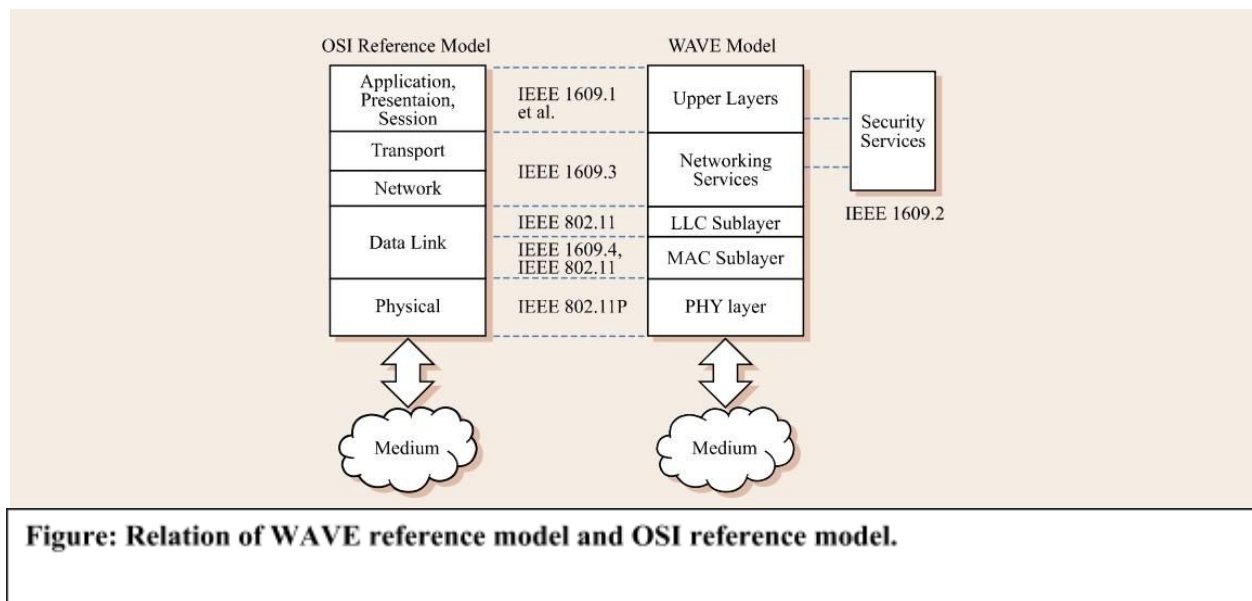 OSI Reference Model
WAVE Model
Application,
Presentaion,
Session
IEEE 1609.1
et al.
Upper Layers
Security
Services
Transport
IEEE 1609.3
Networking
Services
Network
IEEE 1609.2
Data Link
IEEE 802.11
LLC Sublayer
IEEE 1609.4,
IEEE 802.11
MAC Sublayer
Physical
IEEE 802.11P
PHY layer
Medium
Medium
Figure: Relation of WAVE reference model and OSI reference model.